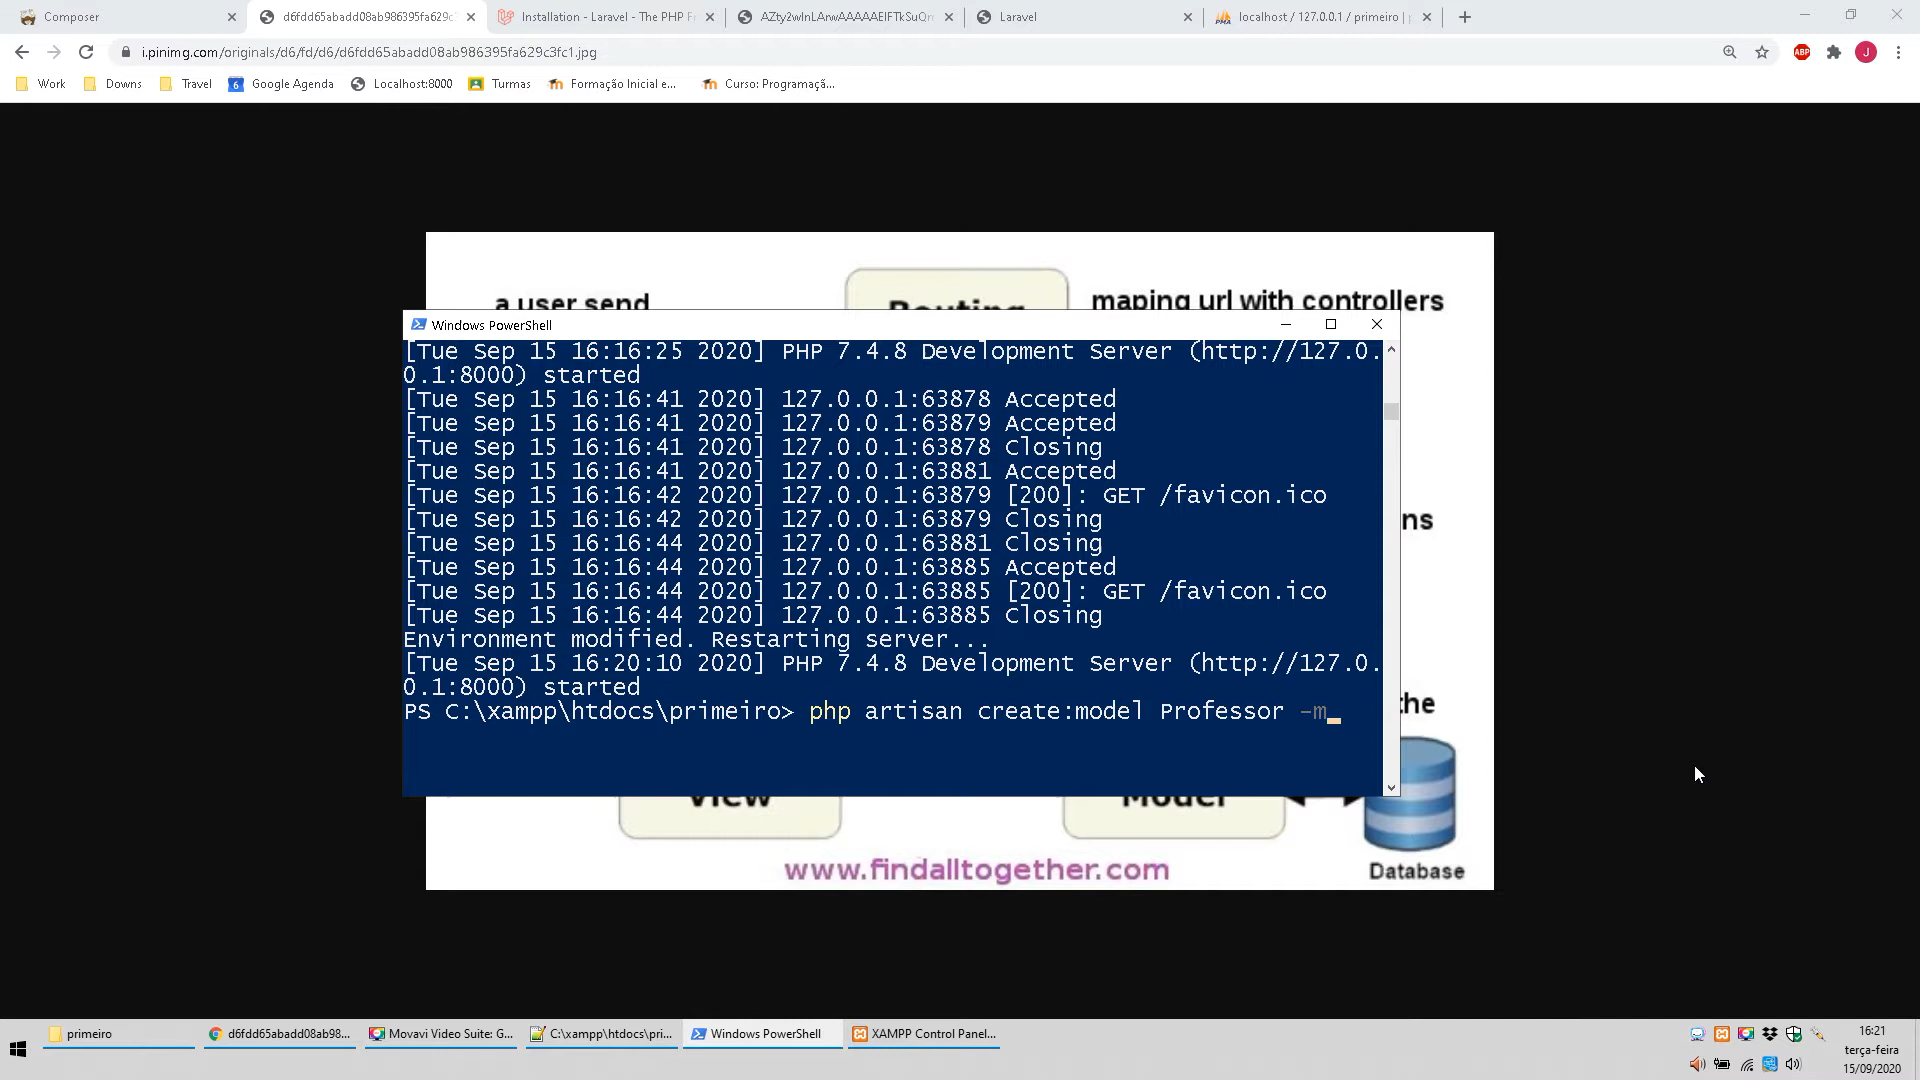 Composer
d6fdd65abadd08ab986395fa629c
Installation - Laravel - The PHP F
AZty2wInLArwAAAAAElFTkSuQm
Laravel
localhost / 127.0.0.1 / primeiro | p
i.pinimg.com/originals/d6/fd/d6/d6fdd65abadd08ab986395fa629c3fc1.jpg
ABP
J
Work
Downs
Travel
6
Google Agenda
Localhost:8000
Turmas
Formação Inicial e...
Curso: Programaçã...
a user send
Routing
maping url with controllers
Windows PowerShell
[Tue Sep 15 16:16:25 2020] PHP 7.4.8 Development Server (http://127.0.
0.1:8000) started
[Tue Sep 15 16:16:41 2020] 127.0.0.1:63878 Accepted
[Tue Sep 15 16:16:41 2020] 127.0.0.1:63879 Accepted
[Tue Sep 15 16:16:41 2020] 127.0.0.1:63878 Closing
[Tue Sep 15 16:16:41 2020] 127.0.0.1:63881 Accepted
[Tue Sep 15 16:16:42 2020] 127.0.0.1:63879 [200]: GET /favicon.ico
[Tue Sep 15 16:16:42 2020] 127.0.0.1:63879 Closing
[Tue Sep 15 16:16:44 2020] 127.0.0.1:63881 Closing
[Tue Sep 15 16:16:44 2020] 127.0.0.1:63885 Accepted
[Tue Sep 15 16:16:44 2020] 127.0.0.1:63885 [200]: GET /favicon.ico
[Tue Sep 15 16:16:44 2020] 127.0.0.1:63885 Closing
Environment modified. Restarting server...
[Tue Sep 15 16:20:10 2020] PHP 7.4.8 Development Server (http://127.0.
0.1:8000) started
PS C:\xampp\htdocs\primeiro> php artisan create:model Professor -m
ns
the
View
Model
www.findalltogether.com
Database
primeiro
d6fdd65abadd08ab98...
Movavi Video Suite: G...
C:\xampp\htdocs\pri...
Windows PowerShell
XAMPP Control Panel...
16:21
terça-feira
15/09/2020